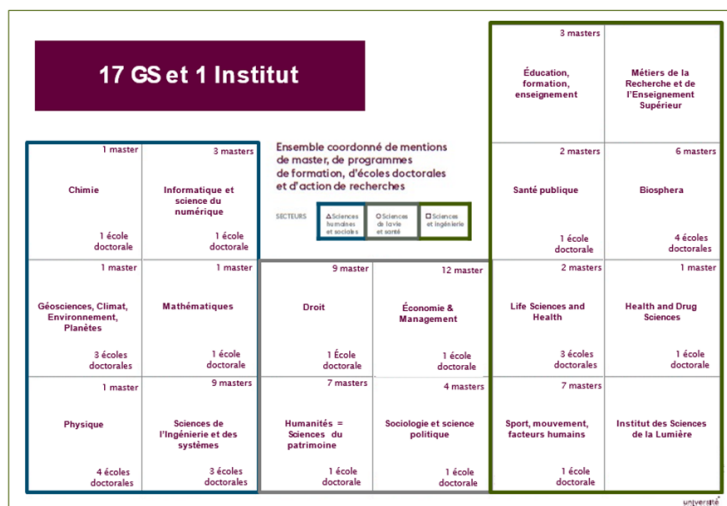 17 GS et 1 Institut
3 masters
Éducation,
formation,
enseignement
Métiers de la
Recherche et de
l'Enseignement
Supérieur
Ensemble coordonné de mentions
de master, de programmes
de formation, d'écoles doctorales
et d'action de recherches
SECTEURS
Sciences
humaines
et sociales
Sciences
de la vie
et santé
Sciences
et ingénierie
1 master
Chimie
1 école
doctorale
3 masters
Informatique et
science du
numérique
1 école
doctorale
2 masters
Santé publique
1 école
doctorale
6 masters
Biosphera
4 écoles
doctorales
1 master
Géosciences, Climat,
Environnement,
Planètes
3 écoles
doctorales
1 master
Mathématiques
1 école
doctorale
9 master
Droit
1 École
doctorale
12 master
Économie &
Management
1 école
doctorale
2 masters
Life Sciences and
Health
3 écoles
doctorales
1 master
Health and Drug
Sciences
1 école
doctorale
1 master
Physique
4 écoles
doctorales
9 masters
Sciences de
l'Ingénierie et des
systèmes
3 écoles
doctorales
7 masters
Humanités =
Sciences du
patrimoine
1 école
doctorale
4 masters
Sociologie et science
politique
1 école
doctorale
7 masters
Sport, mouvement,
facteurs humains
1 école
doctorale
Institut des Sciences
de la Lumière
université